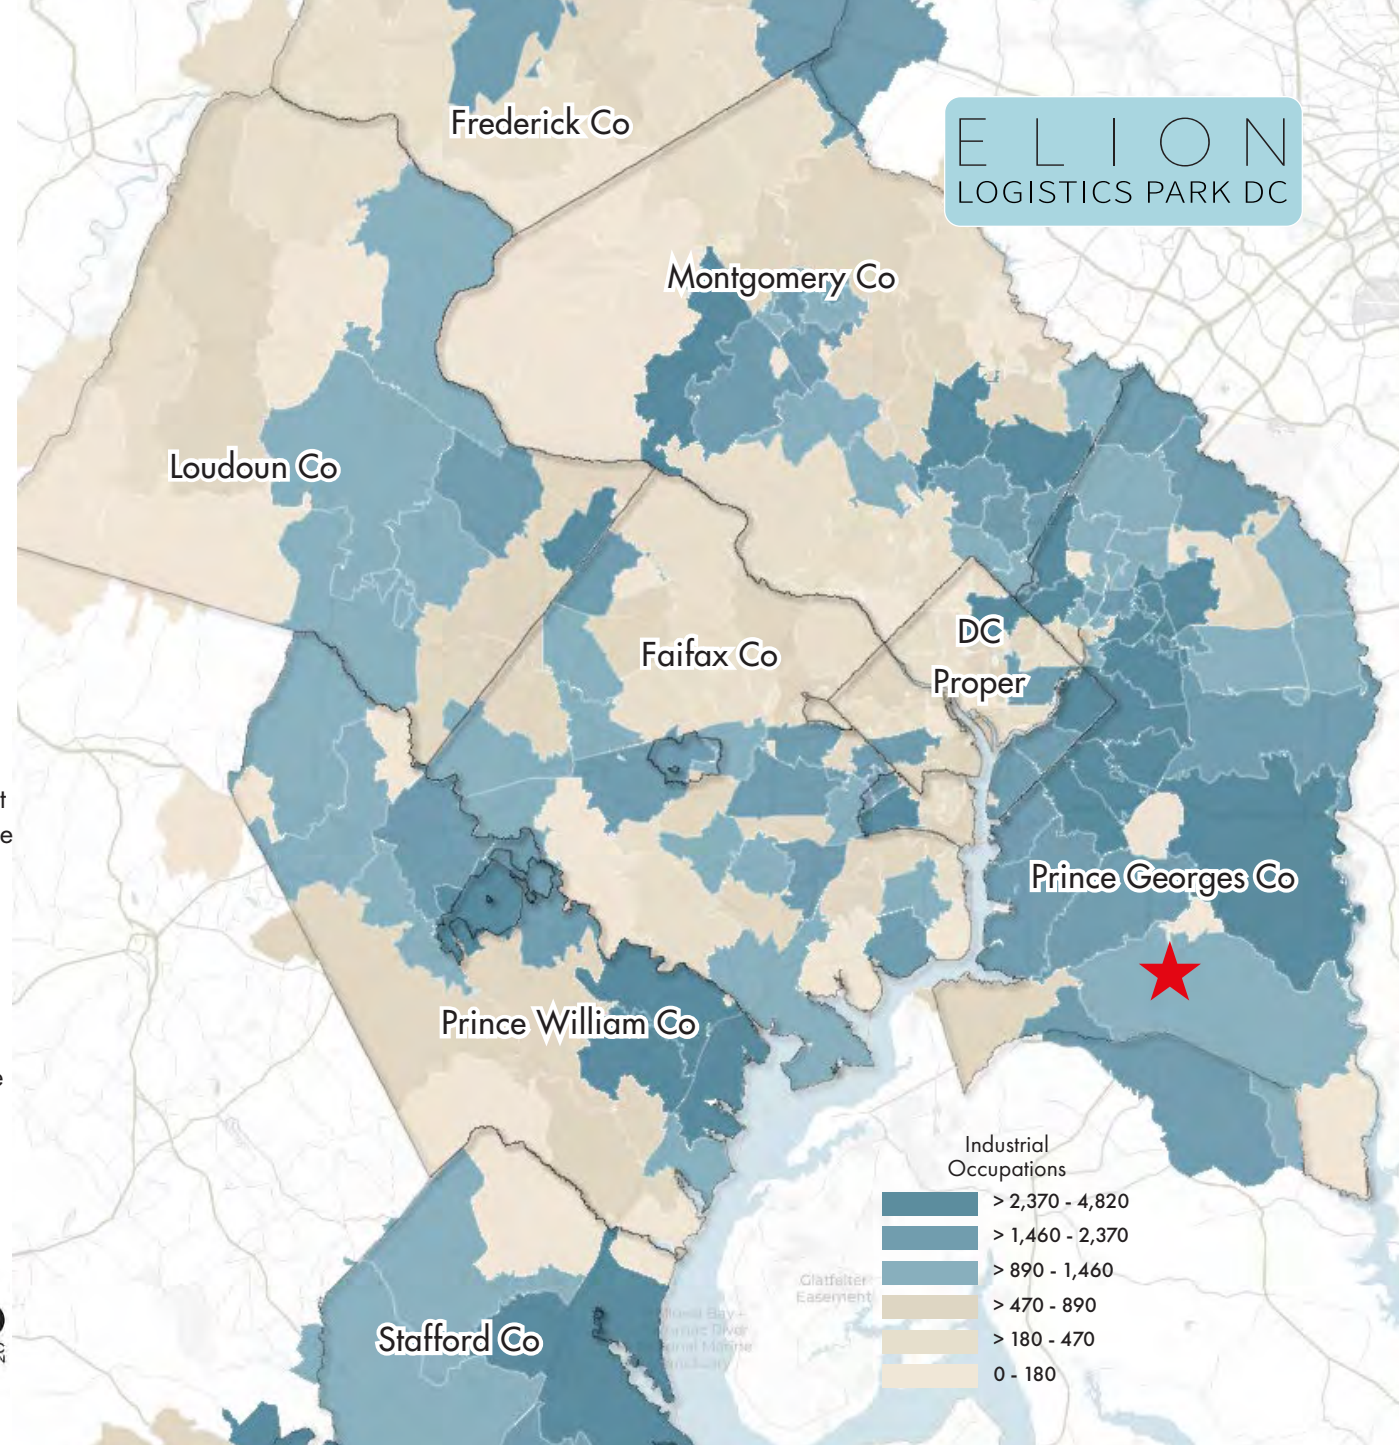 Frederick Co
E L I O N
LOGISTICS PARK DC
Montgomery Co
Loudoun Co
DC
Proper
Faifax Co
t
e
Prince Georges Co
Prince William Co
e
Industrial
Occupations
> 2,370 - 4,820
> 1,460 - 2,370
> 890 - 1,460
> 470 - 890
> 180 - 470
0 - 180
Glatfelter
Easement
Stafford Co